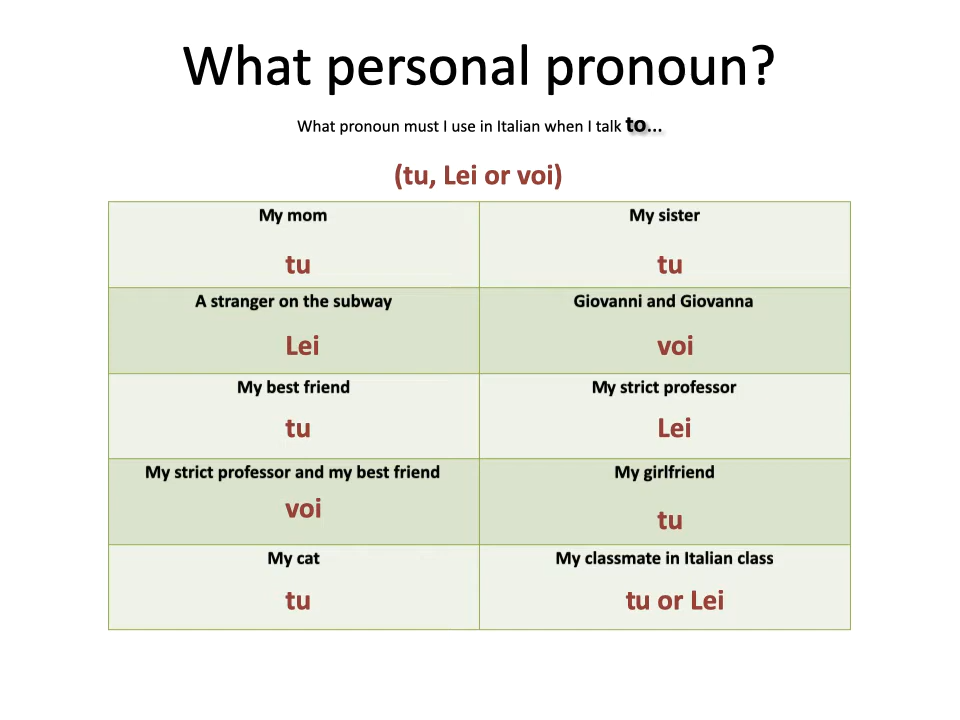 What personal pronoun?
What pronoun must I use in Italian when I talk to...
(tu, Lei or voi)
My mom
tu
My sister
tu
A stranger on the subway
Lei
Giovanni and Giovanna
voi
My best friend
tu
My strict professor
Lei
My strict professor and my best friend
voi
My girlfriend
tu
My cat
tu
My classmate in Italian class
tu or Lei